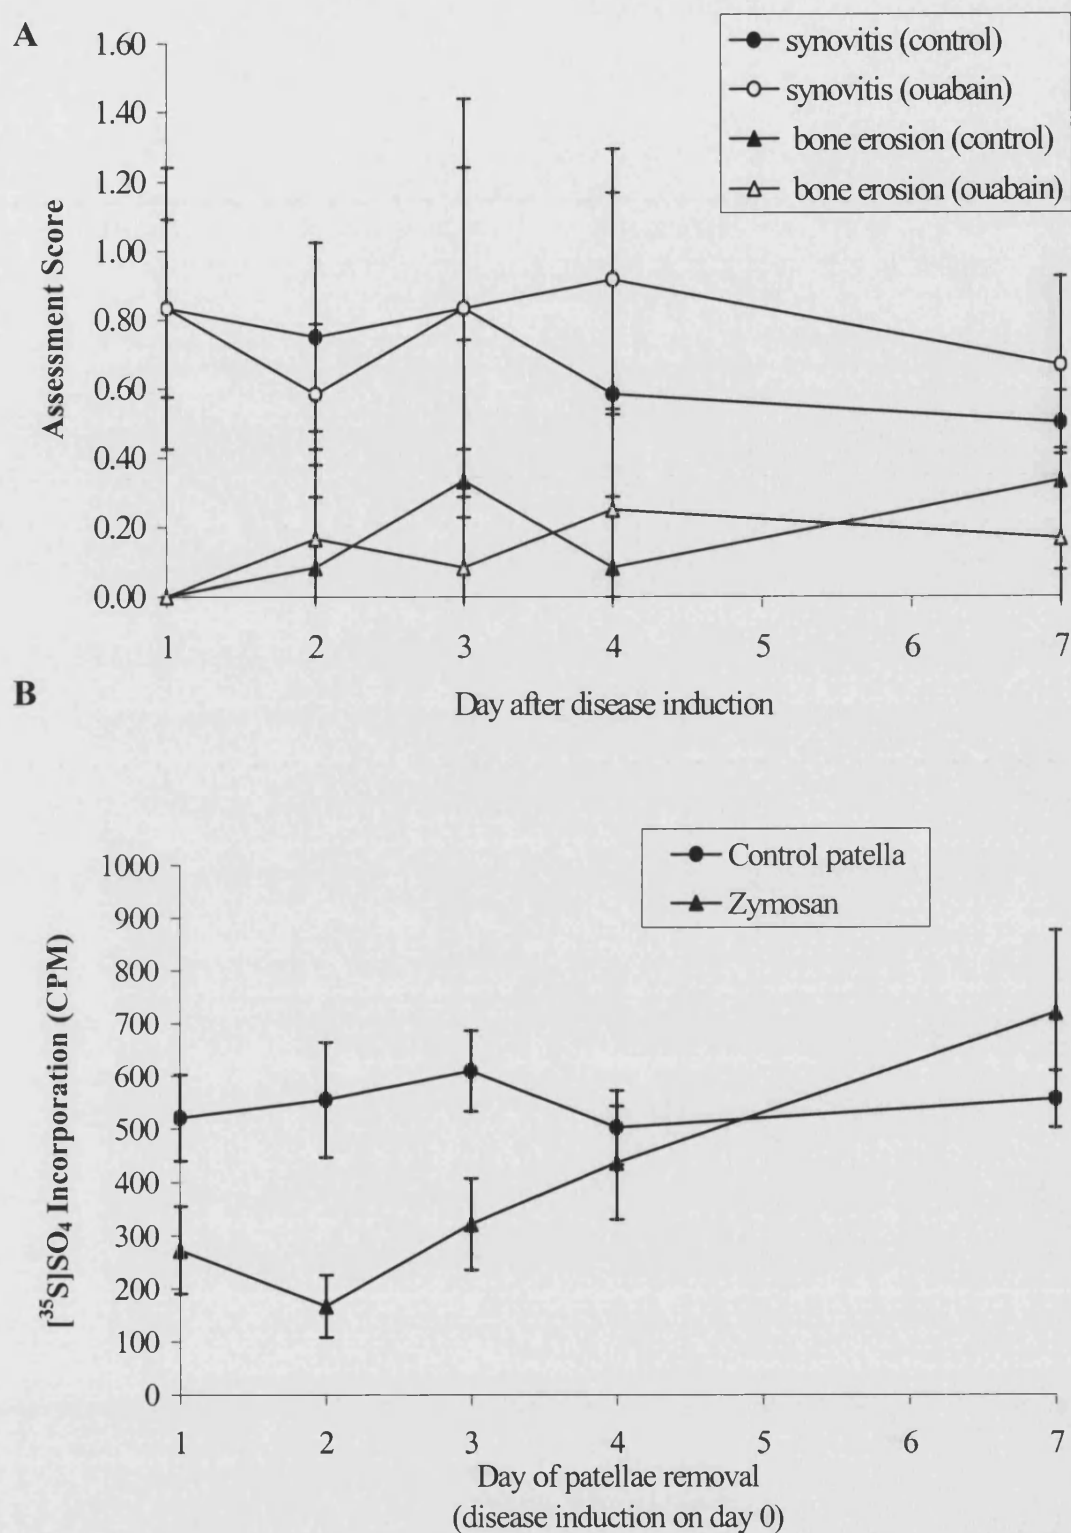 A
synovitis (control)
synovitis (ouabain)
bone erosion (control)
bone erosion (ouabain)
Assessment Score
1.60
1.40
1.20
1.00
0.80
0.60
0.40
0.20
0.00
1 2 3 4 5 6 7
Day after disease induction
B
Control patella
Zymosan
[³⁵S]SO₄ Incorporation (CPM)
1000
900
800
700
600
500
400
300
200
100
0
1 2 3 4 5 6 7
Day of patellae removal
(disease induction on day 0)